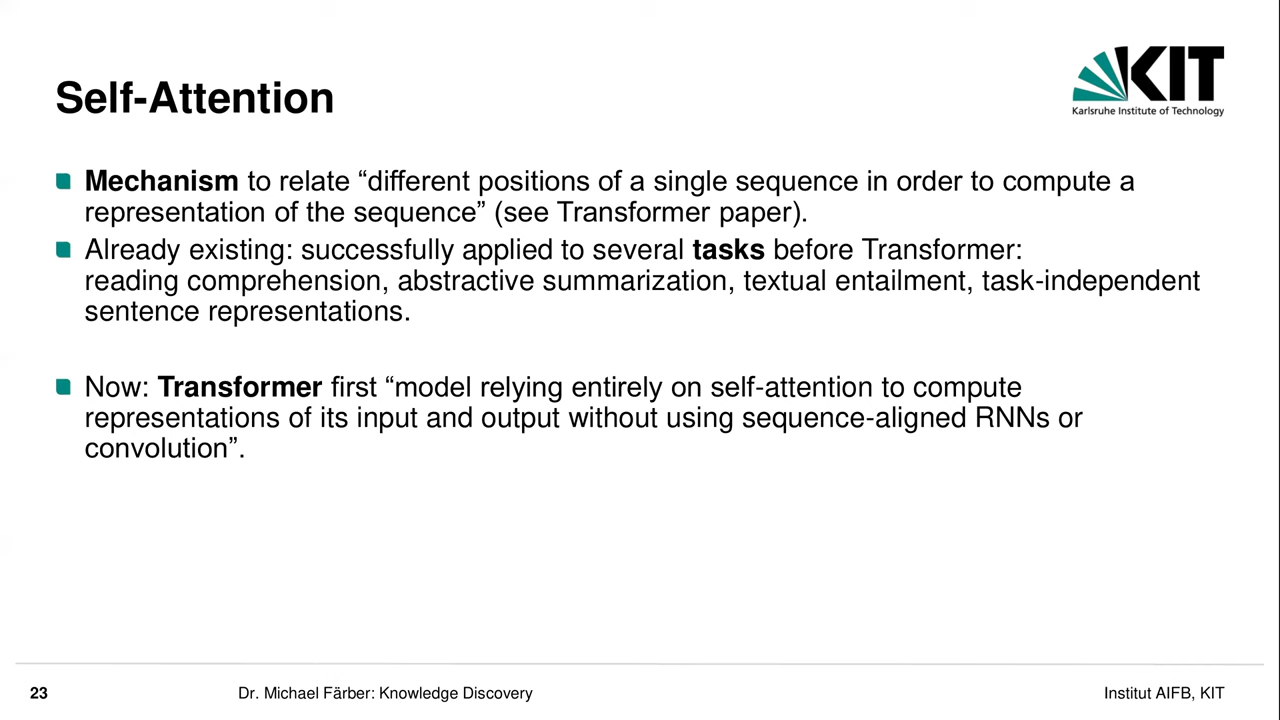 KIT
Karlsruhe Institute of Technology
Self-Attention
Mechanism to relate “different positions of a single sequence in order to compute a
representation of the sequence” (see Transformer paper).
Already existing: successfully applied to several tasks before Transformer:
reading comprehension, abstractive summarization, textual entailment, task-independent
sentence representations.
Now: Transformer first “model relying entirely on self-attention to compute
representations of its input and output without using sequence-aligned RNNs or
convolution”.
23 Dr. Michael Färber: Knowledge Discovery Institut AIFB, KIT